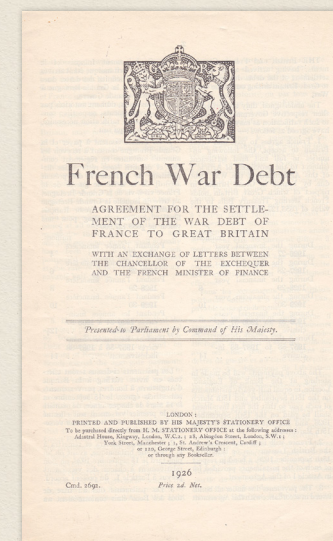 French War Debt
AGREEMENT FOR THE SETTLE-
MENT OF THE WAR DEBT OF
FRANCE TO GREAT BRITAIN
WITH AN EXCHANGE OF LETTERS BETWEEN
THE CHANCELLOR OF THE EXCHEQUER
AND THE FRENCH MINISTER OF FINANCE
Presented to Parliament by Command of His Majesty.
LONDON:
PRINTED AND PUBLISHED BY HIS MAJESTY'S STATIONERY OFFICE
To be purchased directly from H. M. STATIONERY OFFICE at the following addresses:
Adastral House, Kingsway, London, W.C.2; 28, Abingdon Street, London, S.W.1;
York Street, Manchester; 1, St. Andrew's Crescent, Cardiff;
or 120, George Street, Edinburgh;
or through any Bookseller.
1926
Cmd. 2692. Price 2d. Net.